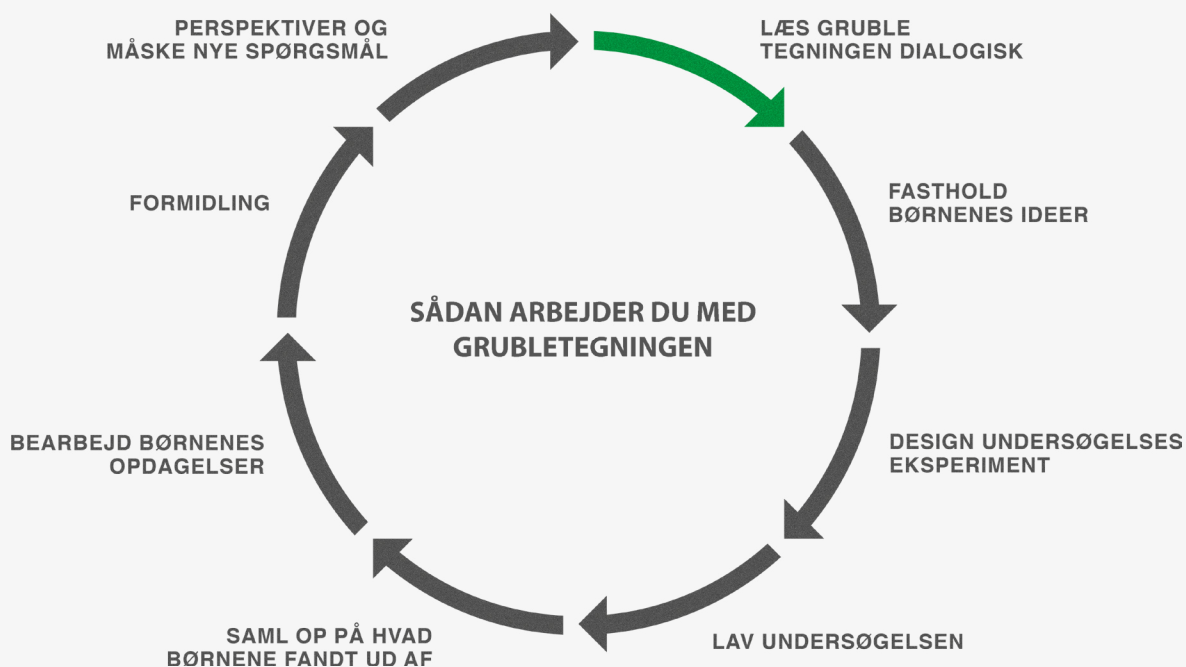 LÆS GRUBLE
TEGNINGEN DIALOGISK
FASTHOLD
BØRNENES IDEER
DESIGN UNDERSØGELSES
EKSPERIMENT
LAV UNDERSØGELSEN
SAML OP PÅ HVAD
BØRNENE FANDT UD AF
BEARBEJD BØRNENES
OPDAGELSER
FORMIDLING
PERSPEKTIVER OG
MÅSKE NYE SPØRGSMÅL
SÅDAN ARBEJDER DU MED
GRUBLETEGNINGEN